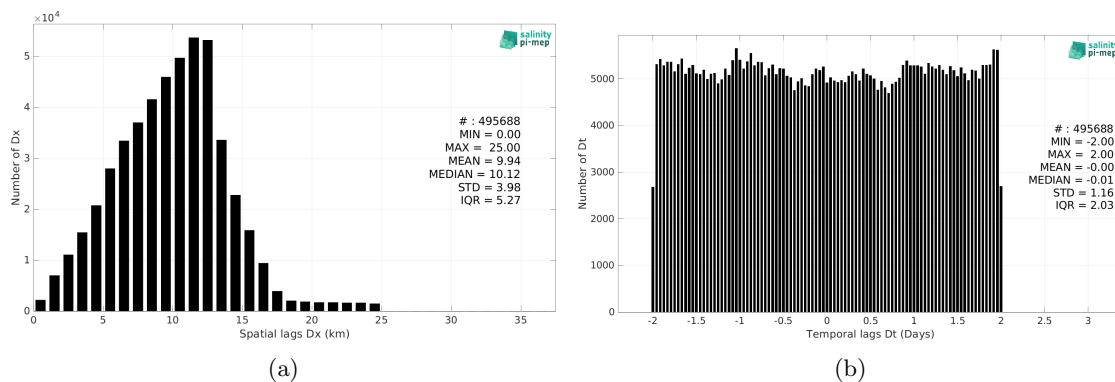 ×10⁴
5
4
3
2
1
0
Number of Dx
salinity
pi-mep
# : 495688
MIN = 0.00
MAX = 25.00
MEAN = 9.94
MEDIAN = 10.12
STD = 3.98
IQR = 5.27
0 5 10 15 20 25 30 35
Spatial lags Dx (km)
(a)
5000
4000
3000
2000
1000
0
Number of Dt
salinity
pi-mep
# : 495688
MIN = -2.00
MAX = 2.00
MEAN = -0.00
MEDIAN = -0.01
STD = 1.16
IQR = 2.03
-2 -1.5 -1 -0.5 0 0.5 1 1.5 2 2.5 3
Temporal lags Dt (Days)
(b)